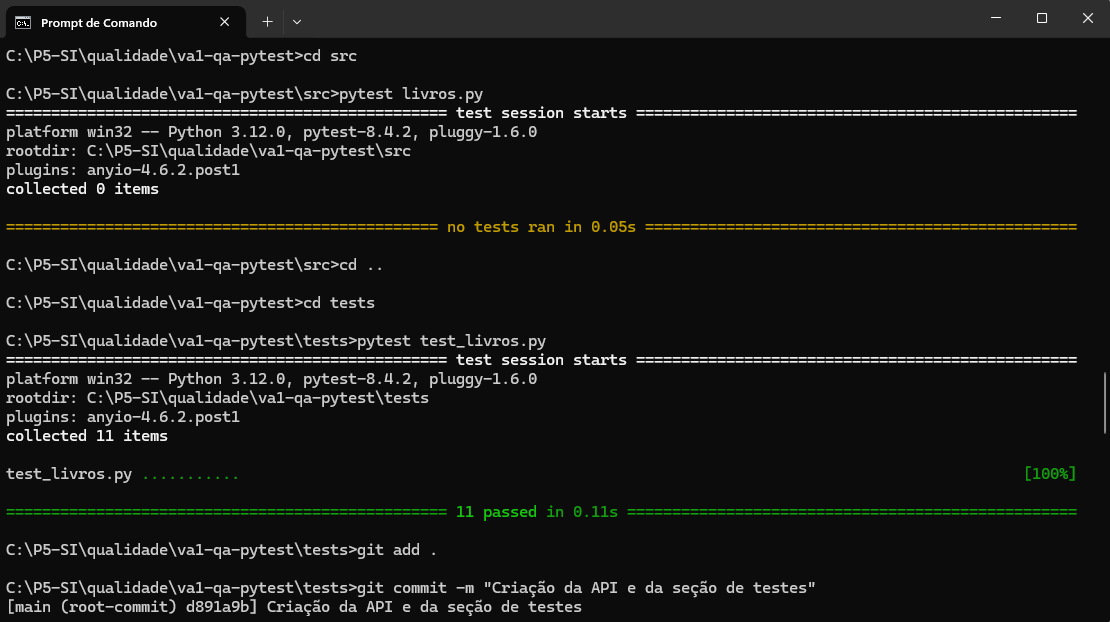 Prompt de Comando
C:\P5-SI\qualidade\va1-qa-pytest>cd src
C:\P5-SI\qualidade\va1-qa-pytest\src>pytest livros.py
================================================= test session starts =================================================
platform win32 -- Python 3.12.0, pytest-8.4.2, pluggy-1.6.0
rootdir: C:\P5-SI\qualidade\va1-qa-pytest\src
plugins: anyio-4.6.2.post1
collected 0 items
================================================ no tests ran in 0.05s ================================================
C:\P5-SI\qualidade\va1-qa-pytest\src>cd ..
C:\P5-SI\qualidade\va1-qa-pytest>cd tests
C:\P5-SI\qualidade\va1-qa-pytest\tests>pytest test_livros.py
================================================= test session starts =================================================
platform win32 -- Python 3.12.0, pytest-8.4.2, pluggy-1.6.0
rootdir: C:\P5-SI\qualidade\va1-qa-pytest\tests
plugins: anyio-4.6.2.post1
collected 11 items
test_livros.py ........... [100%]
================================================= 11 passed in 0.11s ==================================================
C:\P5-SI\qualidade\va1-qa-pytest\tests>git add .
C:\P5-SI\qualidade\va1-qa-pytest\tests>git commit -m "Criação da API e da seção de testes"
[main (root-commit) d891a9b] Criação da API e da seção de testes